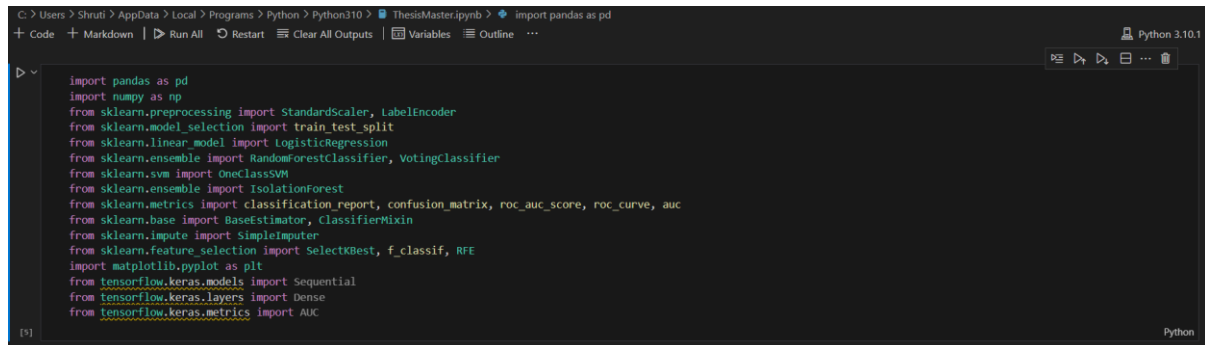 C: > Users > Shruti > AppData > Local > Programs > Python > Python310 > ThesisMaster.ipynb > import pandas as pd
+ Code + Markdown | Run All Restart Clear All Outputs | Variables Outline ... Python 3.10.1
import pandas as pd
import numpy as np
from sklearn.preprocessing import StandardScaler, LabelEncoder
from sklearn.model_selection import train_test_split
from sklearn.linear_model import LogisticRegression
from sklearn.ensemble import RandomForestClassifier, VotingClassifier
from sklearn.svm import OneClassSVM
from sklearn.ensemble import IsolationForest
from sklearn.metrics import classification_report, confusion_matrix, roc_auc_score, roc_curve, auc
from sklearn.base import BaseEstimator, ClassifierMixin
from sklearn.impute import SimpleImputer
from sklearn.feature_selection import SelectKBest, f_classif, RFE
import matplotlib.pyplot as plt
from tensorflow.keras.models import Sequential
from tensorflow.keras.layers import Dense
from tensorflow.keras.metrics import AUC
[5] Python